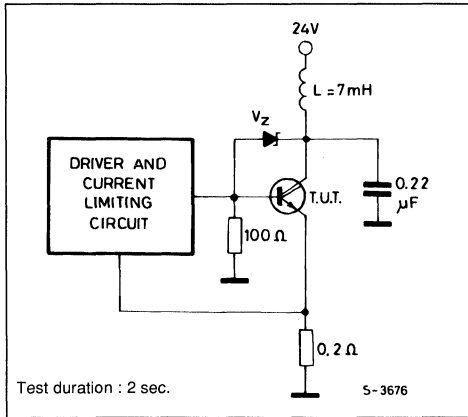 24V
L = 7mH
VZ
DRIVER AND
CURRENT
LIMITING
CIRCUIT
T.U.T.
0.22
µF
100 Ω
0.2 Ω
Test duration : 2 sec.
S-3676